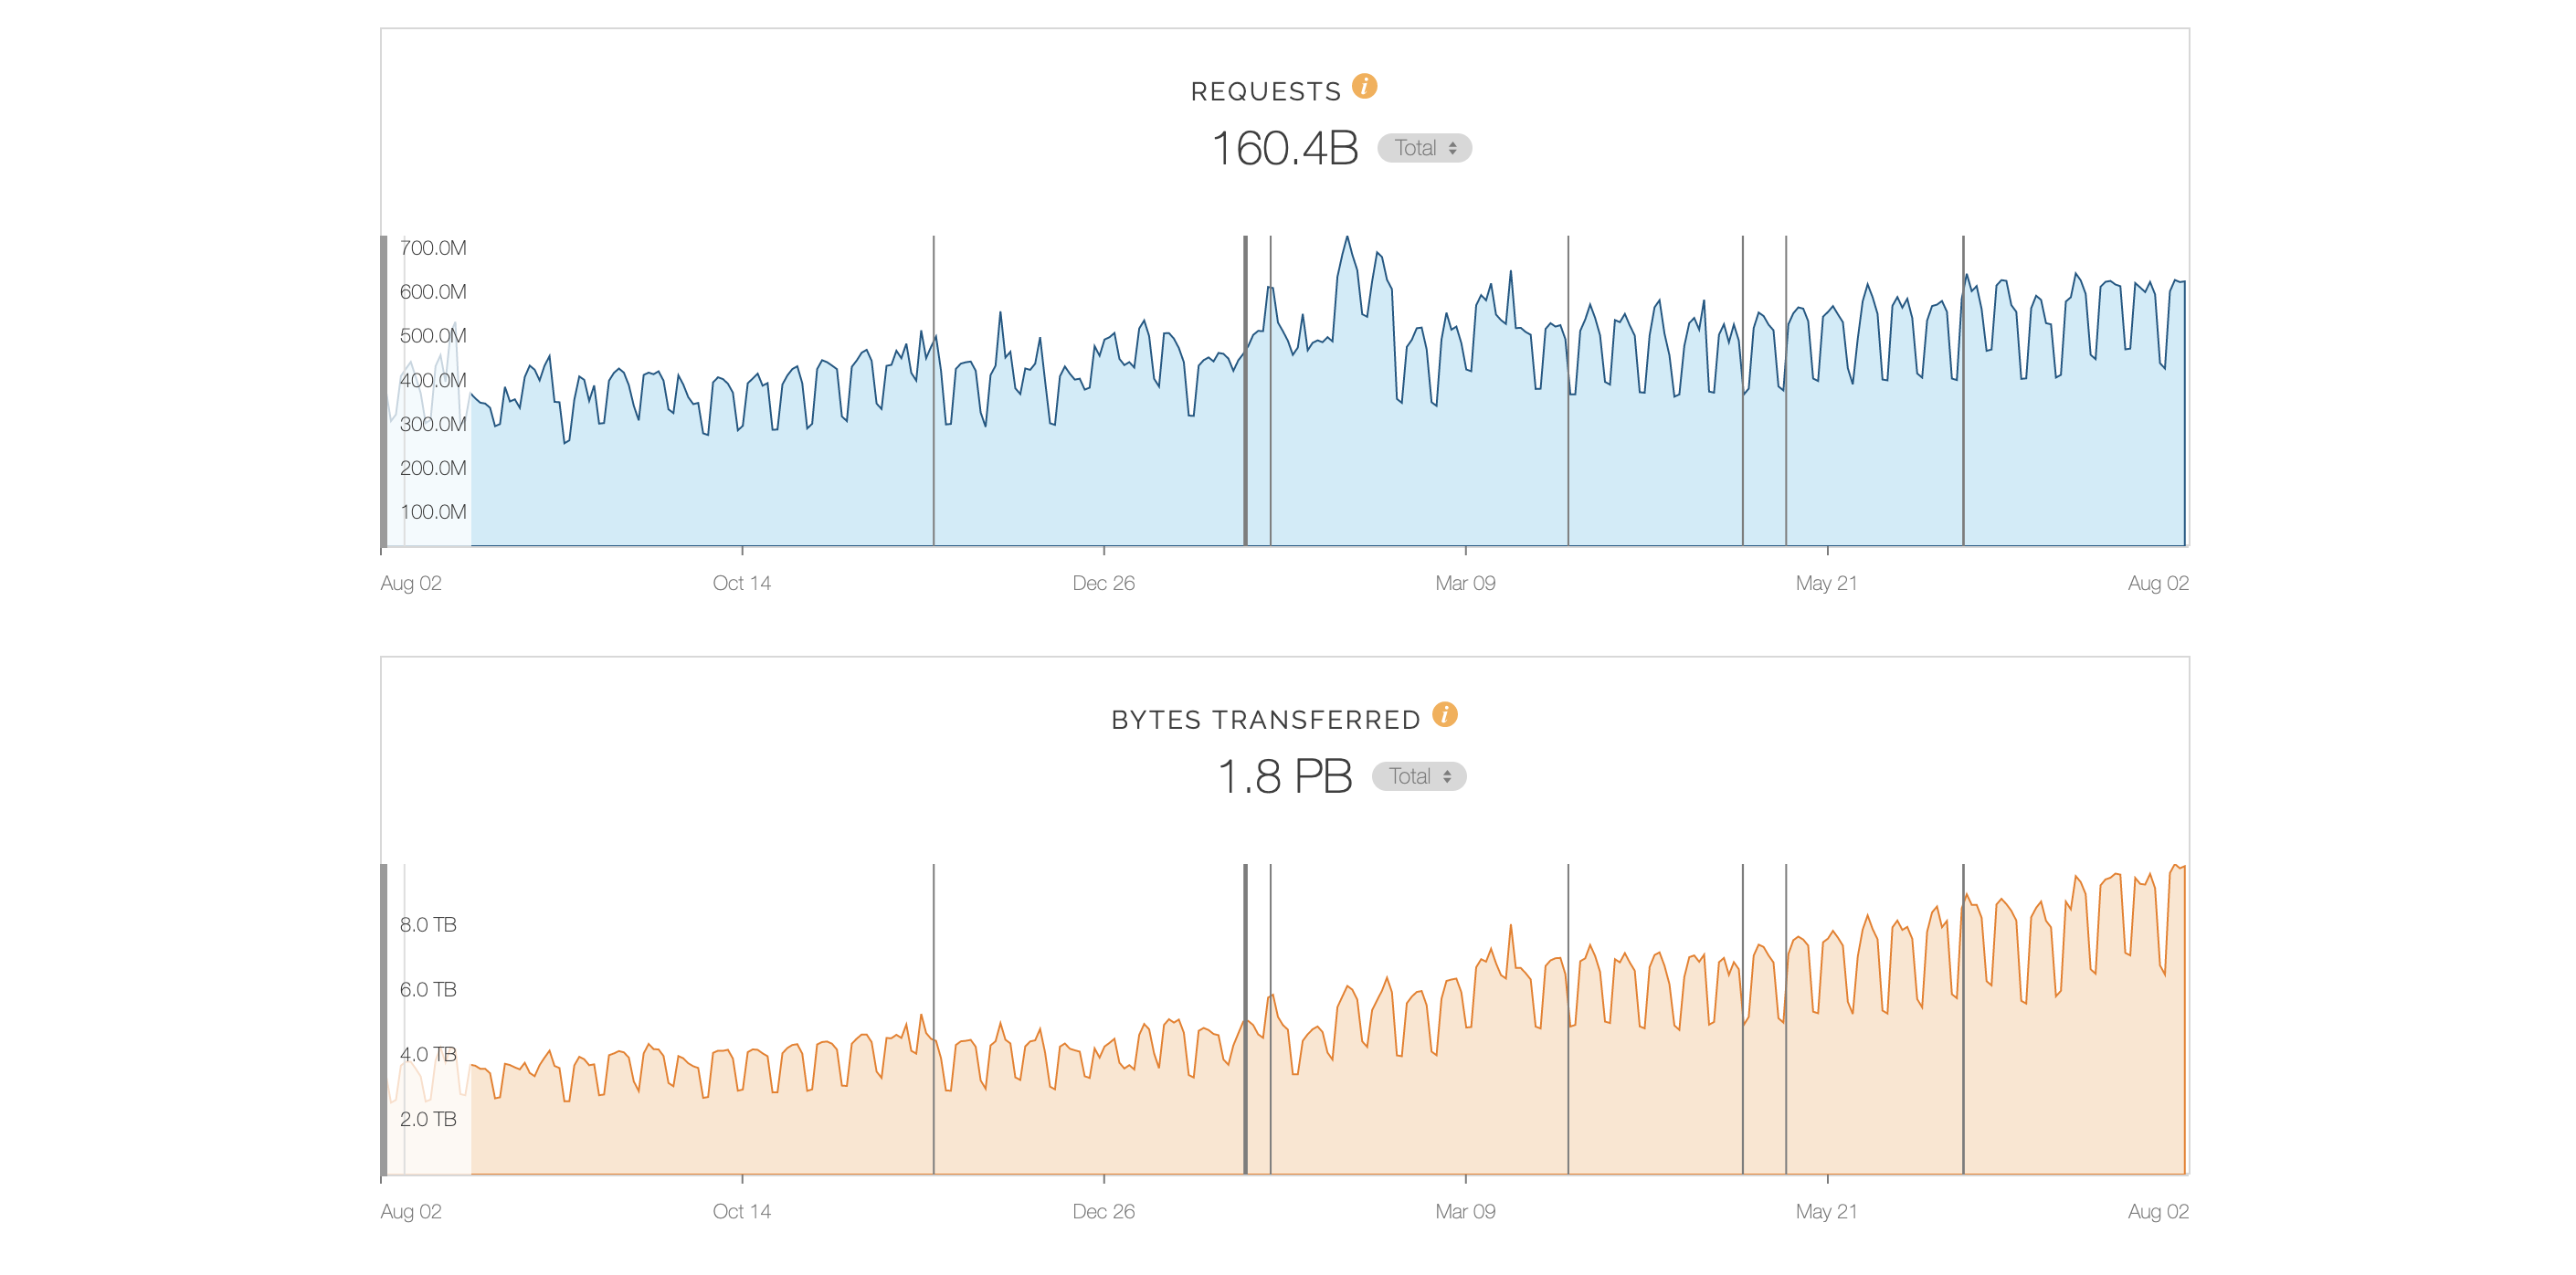 REQUESTS i
160.4B Total
700.0M
600.0M
500.0M
400.0M
300.0M
200.0M
100.0M
Aug 02 Oct 14 Dec 26 Mar 09 May 21 Aug 02
BYTES TRANSFERRED i
1.8 PB Total
8.0 TB
6.0 TB
4.0 TB
2.0 TB
Aug 02 Oct 14 Dec 26 Mar 09 May 21 Aug 02